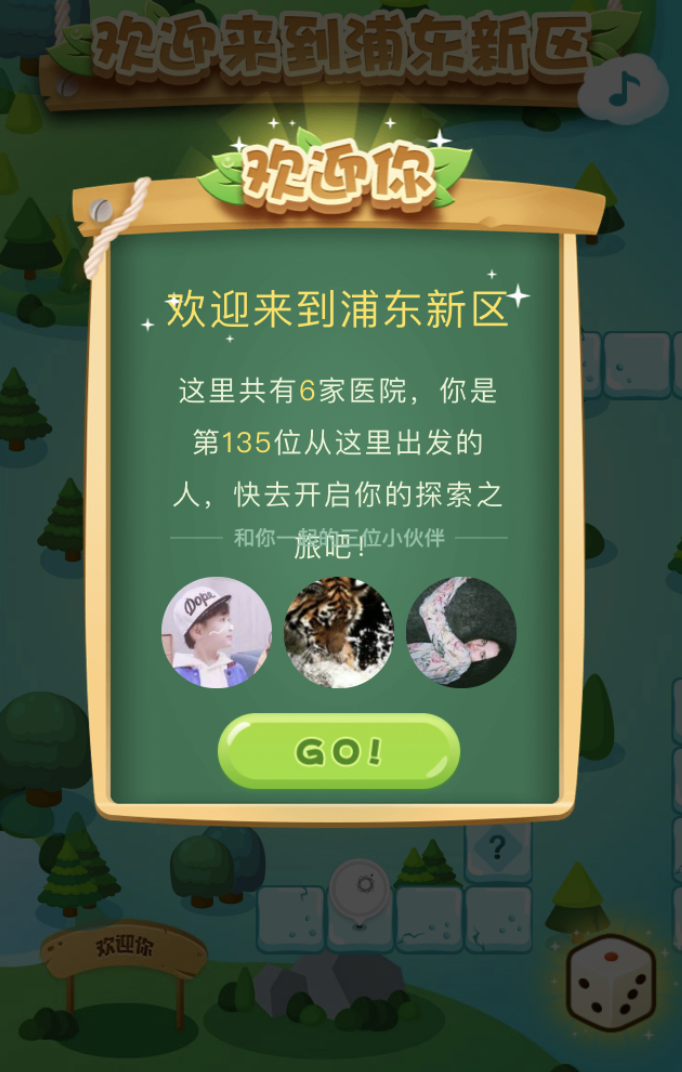 欢迎来到浦东新区
欢迎你
欢迎来到浦东新区
这里共有6家医院，你是
第135位从这里出发的
人，快去开启你的探索之
旅吧！
和你一起的三位小伙伴
Dope
GO!
?
欢迎你